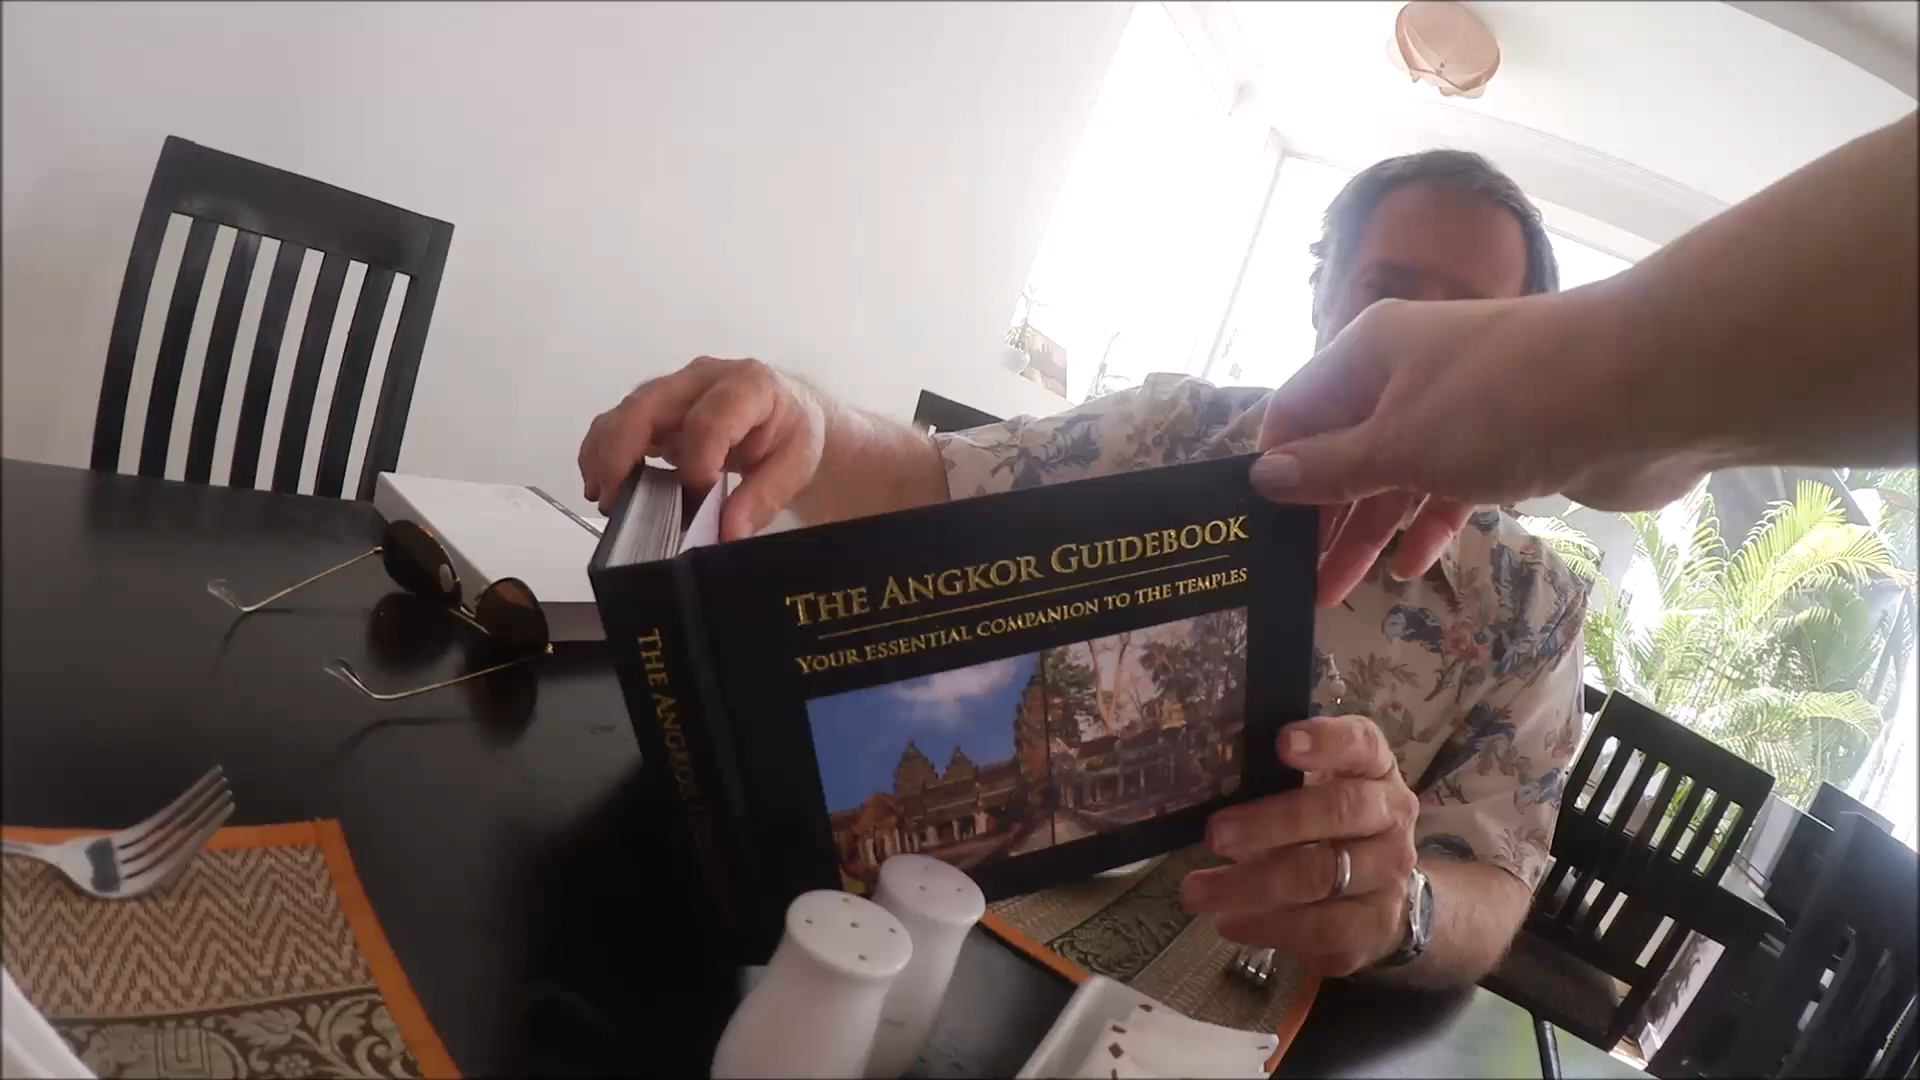 THE ANGKOR GUIDEBOOK
YOUR ESSENTIAL COMPANION TO THE TEMPLES
THE ANGKOR